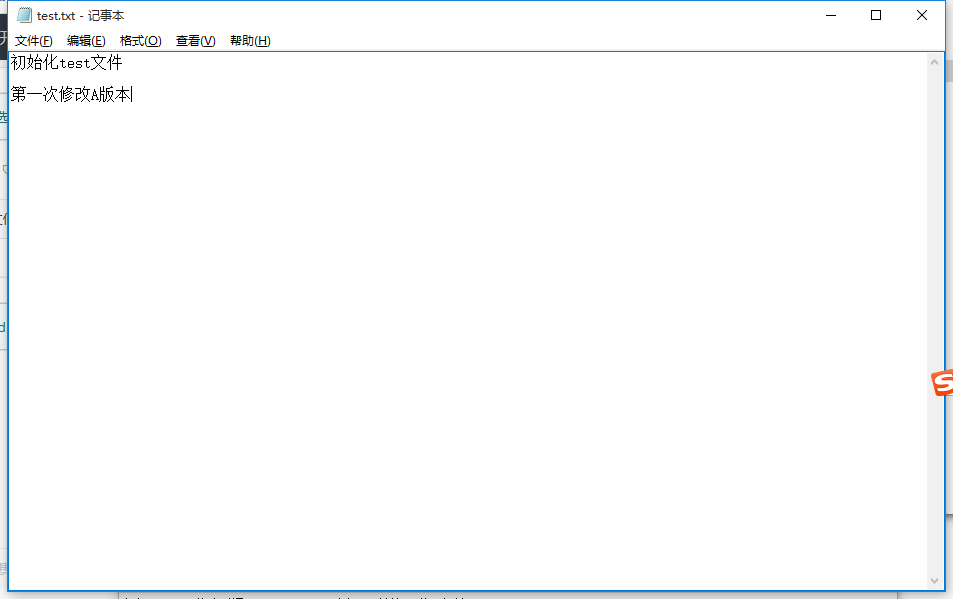 test.txt - 记事本
文件(F) 编辑(E) 格式(O) 查看(V) 帮助(H)
初始化test文件
第一次修改A版本